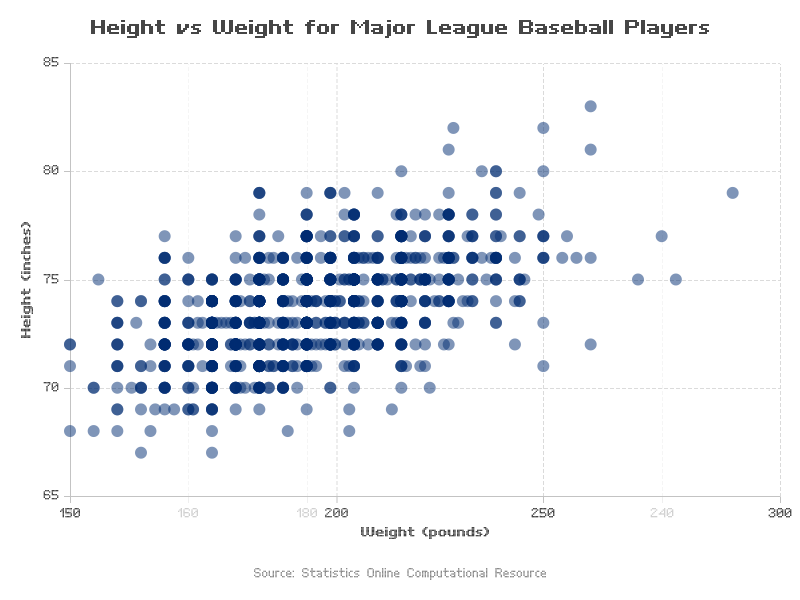 Height vs Weight for Major League Baseball Players
85
80
75
70
65
Height (inches)
150 160 180 200 250 240 300
Weight (pounds)
Source: Statistics Online Computational Resource